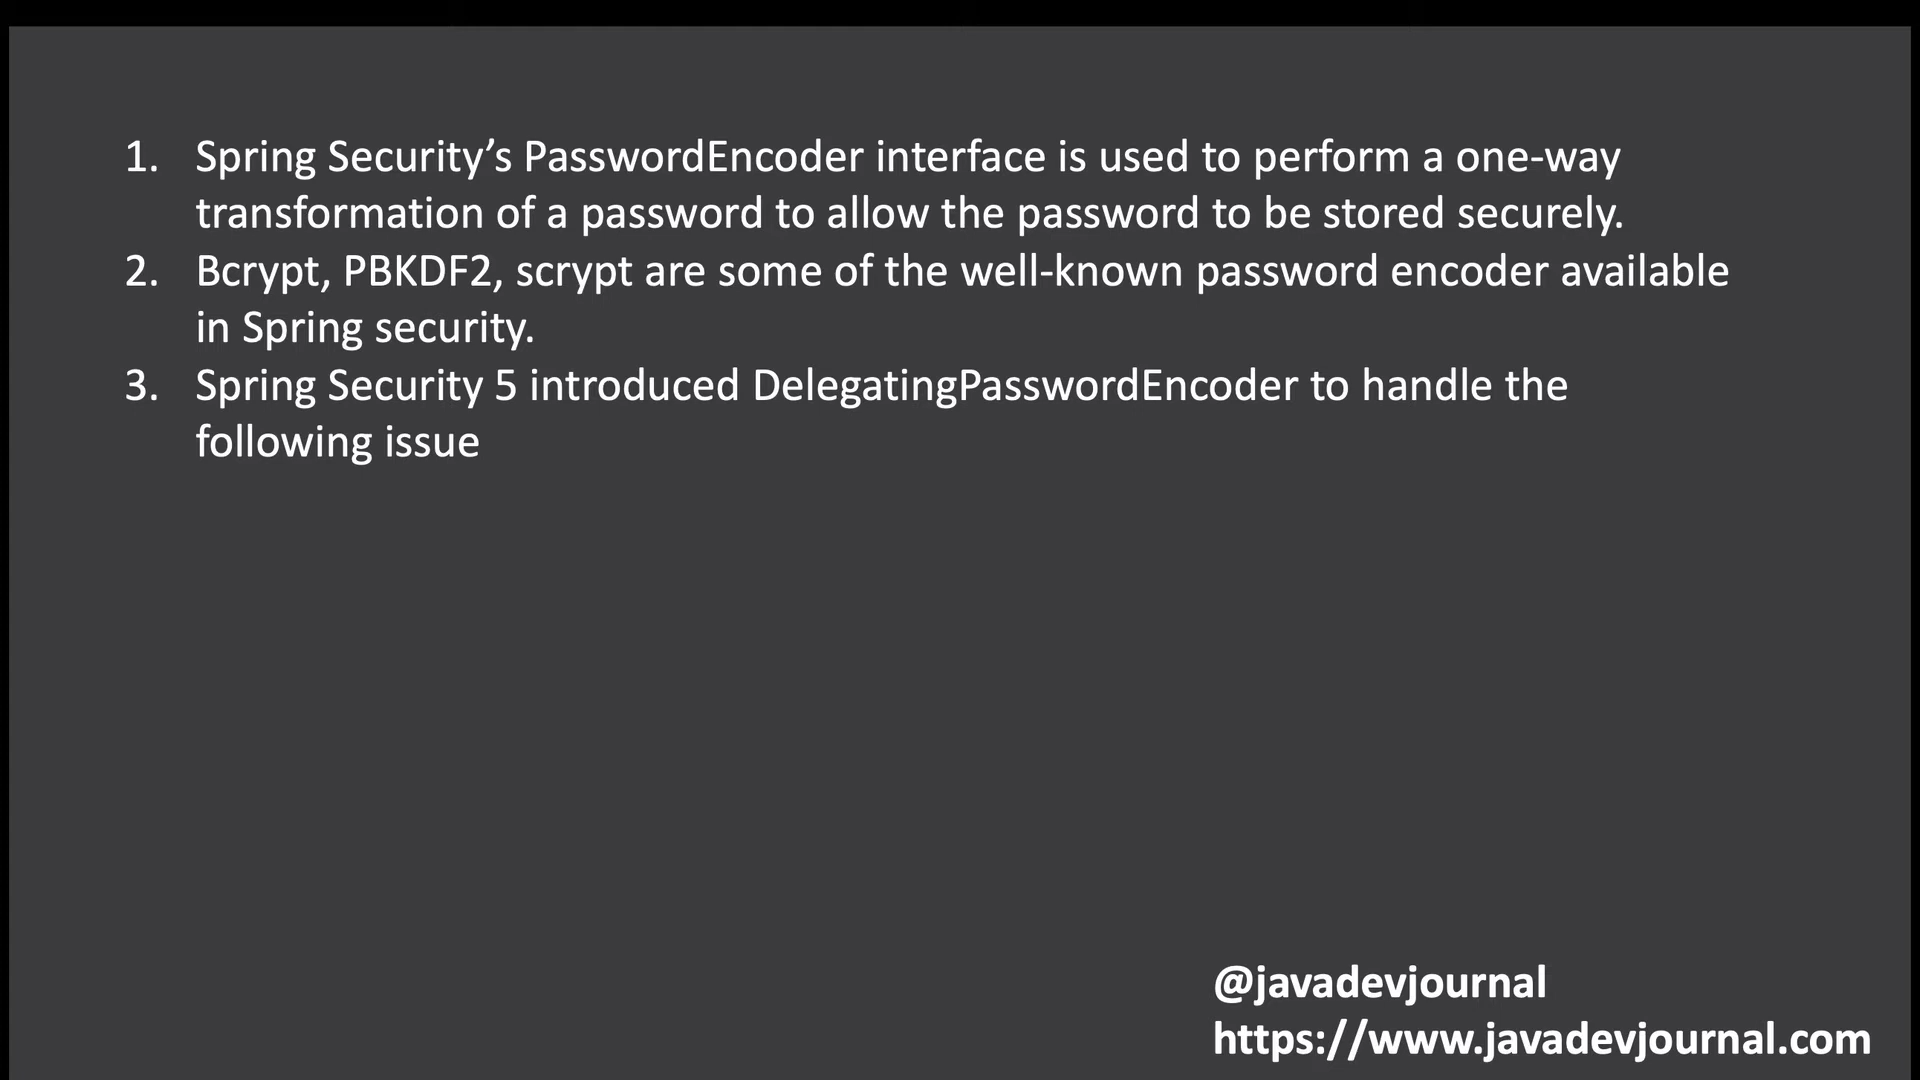 1. Spring Security’s PasswordEncoder interface is used to perform a one-way
transformation of a password to allow the password to be stored securely.
2. Bcrypt, PBKDF2, scrypt are some of the well-known password encoder available
in Spring security.
3. Spring Security 5 introduced DelegatingPasswordEncoder to handle the
following issue
@javadevjournal
https://www.javadevjournal.com